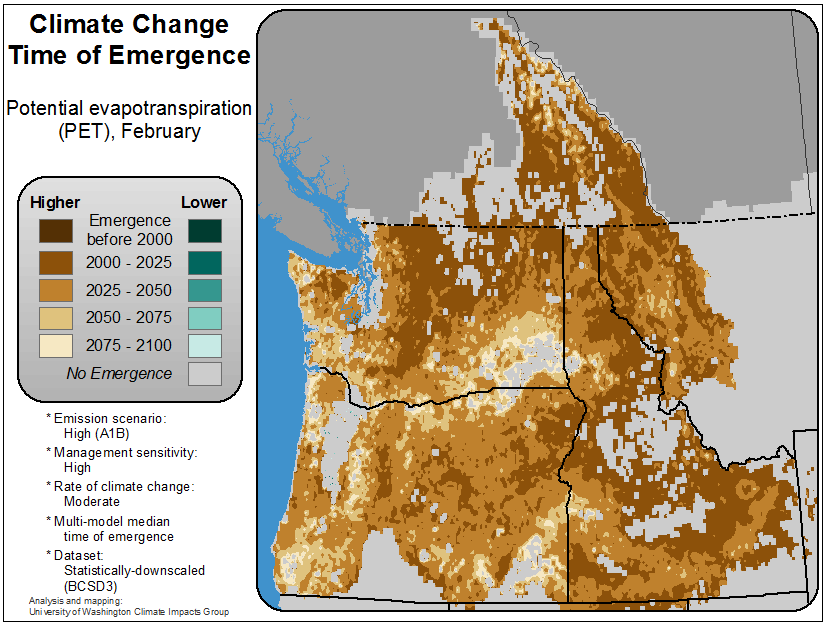 Climate Change
Time of Emergence
Potential evapotranspiration
(PET), February
Higher Lower
Emergence
before 2000
2000 - 2025
2025 - 2050
2050 - 2075
2075 - 2100
No Emergence
* Emission scenario:
High (A1B)
* Management sensitivity:
High
* Rate of climate change:
Moderate
* Multi-model median
time of emergence
* Dataset:
Statistically-downscaled
(BCSD3)
Analysis and mapping:
University of Washington Climate Impacts Group